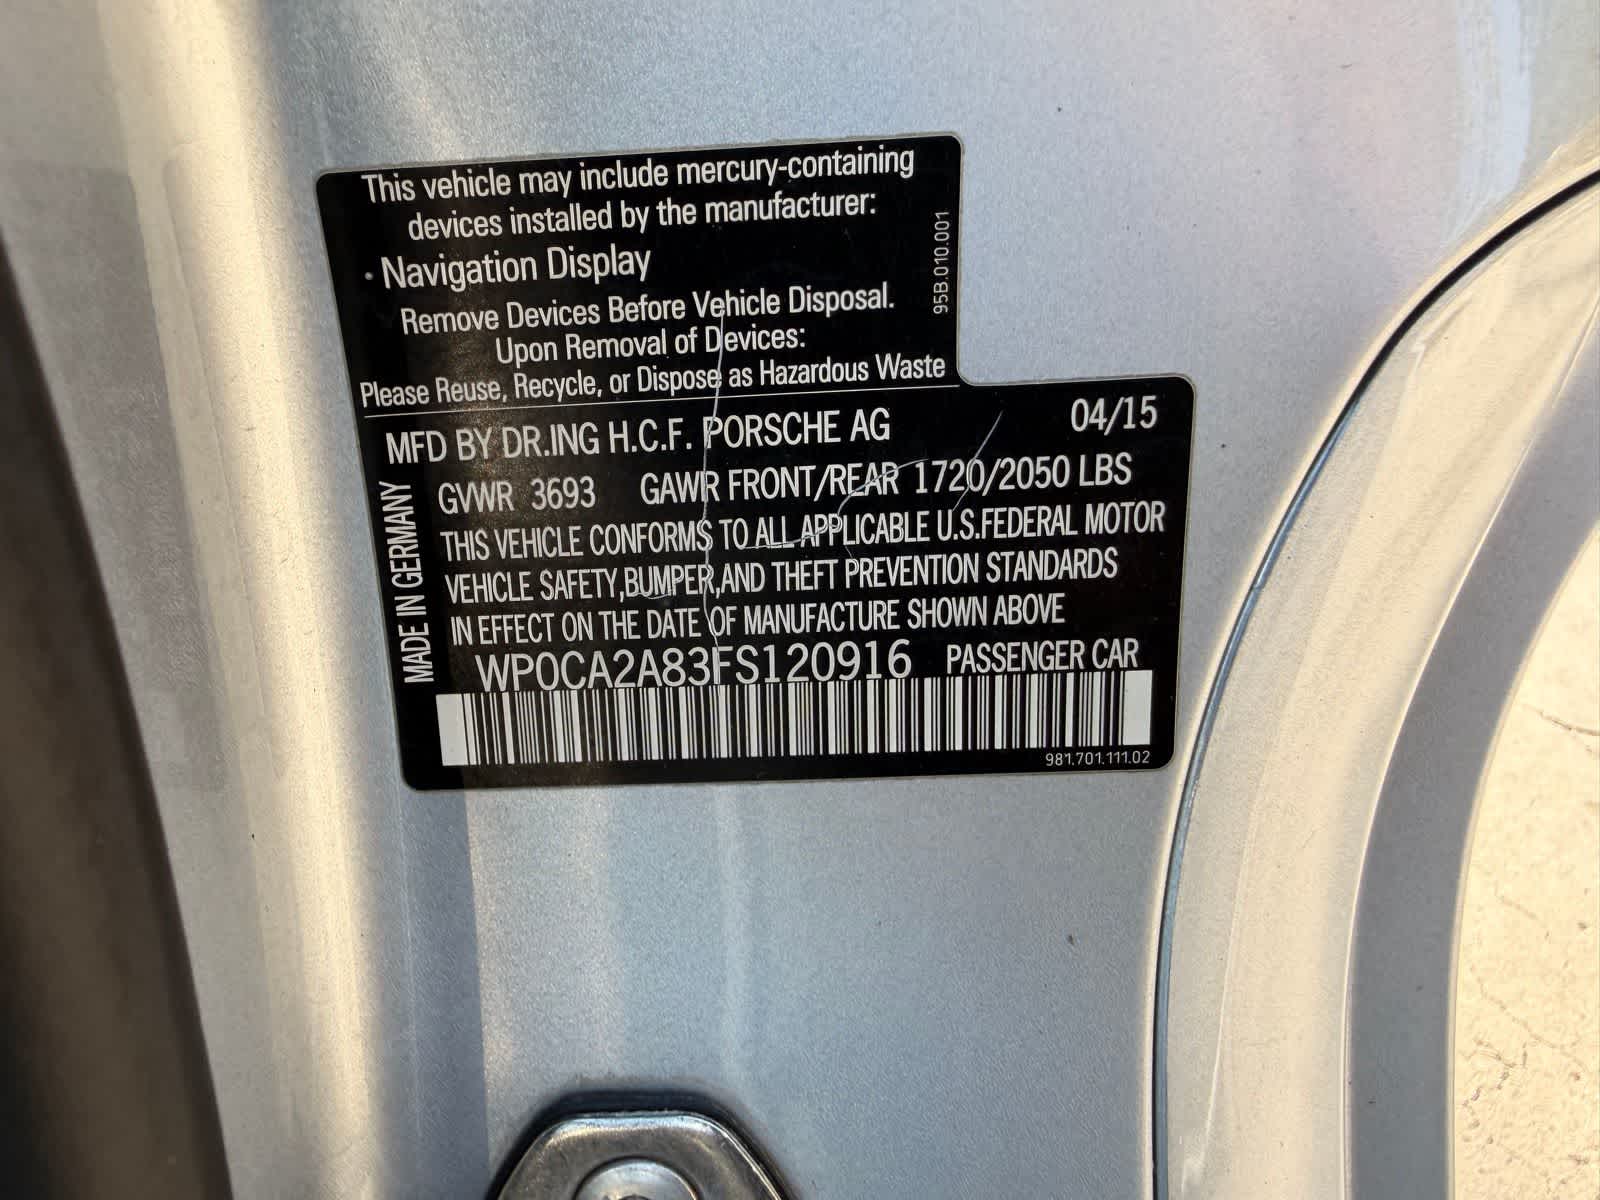 This vehicle may include mercury-containing
devices installed by the manufacturer:
· Navigation Display
Remove Devices Before Vehicle Disposal.
Upon Removal of Devices:
Please Reuse, Recycle, or Dispose as Hazardous Waste
95B.010.001
MFD BY DR.ING H.C.F. PORSCHE AG 04/15
GVWR 3693 GAWR FRONT/REAR 1720/2050 LBS
THIS VEHICLE CONFORMS TO ALL APPLICABLE U.S.FEDERAL MOTOR
VEHICLE SAFETY,BUMPER,AND THEFT PREVENTION STANDARDS
IN EFFECT ON THE DATE OF MANUFACTURE SHOWN ABOVE
MADE IN GERMANY
WP0CA2A83FS120916 PASSENGER CAR
981.701.111.02